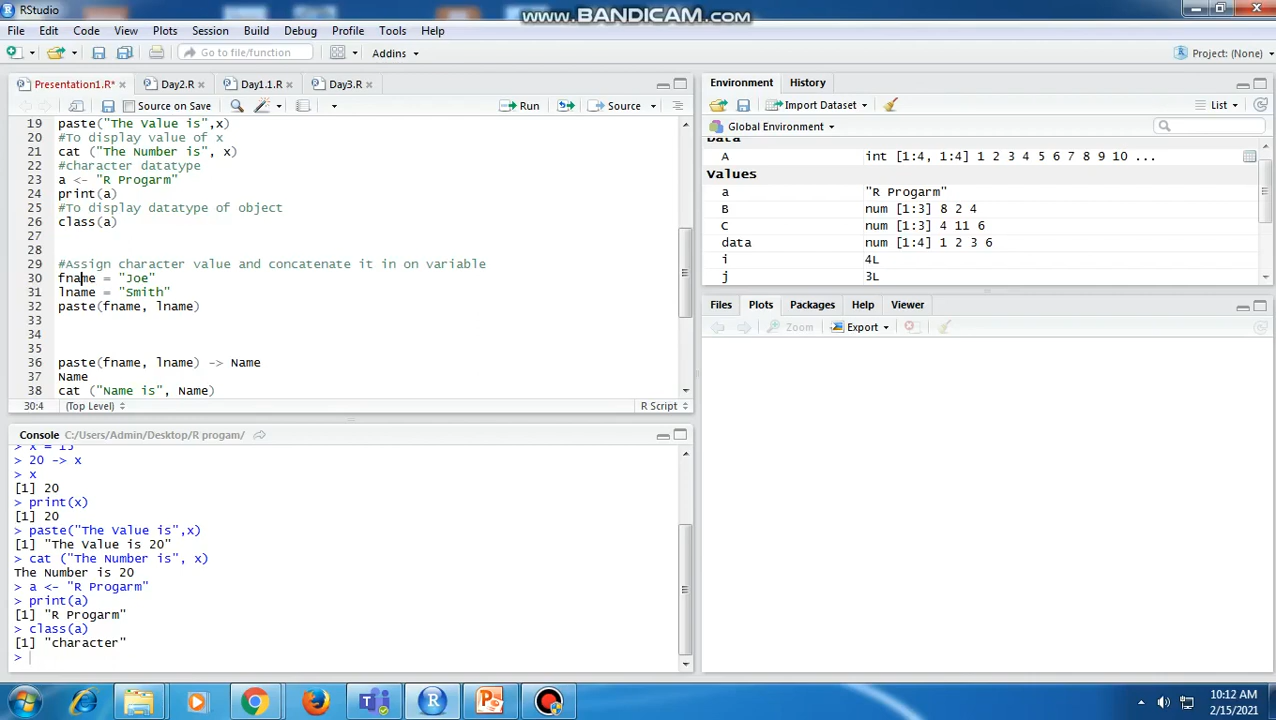 RStudio
www.BANDICAM.com
File Edit Code View Plots Session Build Debug Profile Tools Help
Go to file/function
Addins
Project: (None)
Presentation1.R*
Day2.R
Day1.1.R
Day3.R
Source on Save
Run
Source
19 paste("The Value is",x)
20 #To display value of x
21 cat ("The Number is", x)
22 #character datatype
23 a <- "R Progarm"
24 print(a)
25 #To display datatype of object
26 class(a)
27
28
29 #Assign character value and concatenate it in on variable
30 fname = "Joe"
31 lname = "Smith"
32 paste(fname, lname)
33
34
35
36 paste(fname, lname) -> Name
37 Name
38 cat ("Name is", Name)
30:4 (Top Level) R Script
Console C:/Users/Admin/Desktop/R progam/
> x = 15
> 20 -> x
> x
[1] 20
> print(x)
[1] 20
> paste("The Value is",x)
[1] "The Value is 20"
> cat ("The Number is", x)
The Number is 20
> a <- "R Progarm"
> print(a)
[1] "R Progarm"
> class(a)
[1] "character"
>
Environment History
Import Dataset
List
Global Environment
Data
A int [1:4, 1:4] 1 2 3 4 5 6 7 8 9 10 ...
Values
a "R Progarm"
B num [1:3] 8 2 4
C num [1:3] 4 11 6
data num [1:4] 1 2 3 6
i 4L
j 3L
Files Plots Packages Help Viewer
Zoom Export
10:12 AM
2/15/2021